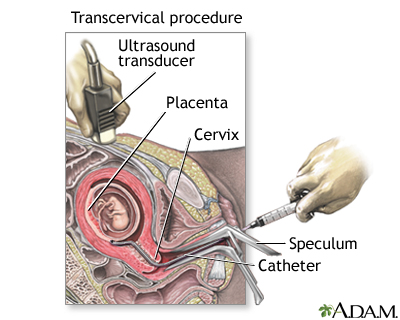 Transcervical procedure
Ultrasound
transducer
Placenta
Cervix
Speculum
Catheter
A.D.A.M.